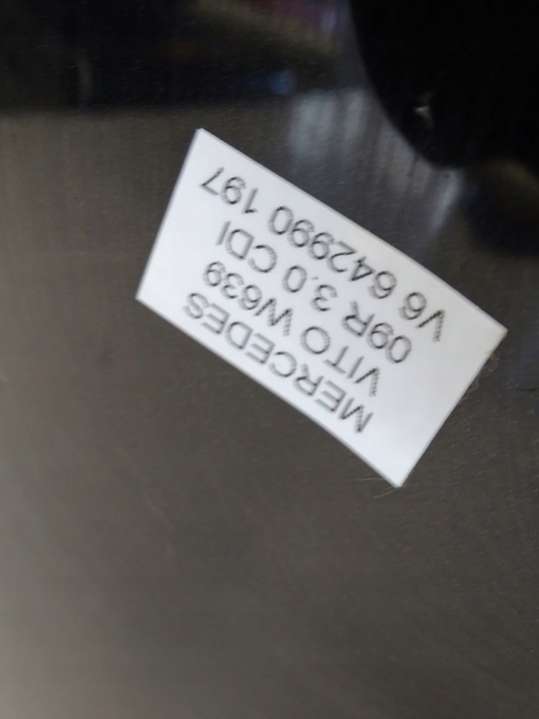 MERCEDES
VITO W639
09R 3.0 CDI
V6 642990 197